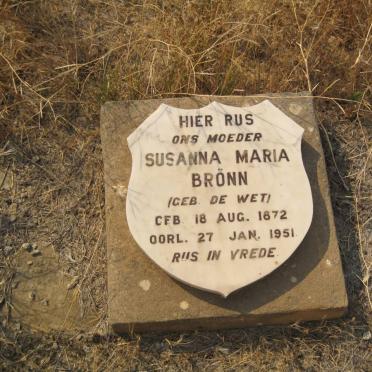 HIER RUS
ONS MOEDER
SUSANNA MARIA
BRÖNN
(GEB. DE WET)
GEB 18 AUG. 1872
OORL. 27 JAN. 1951.
RUS IN VREDE.